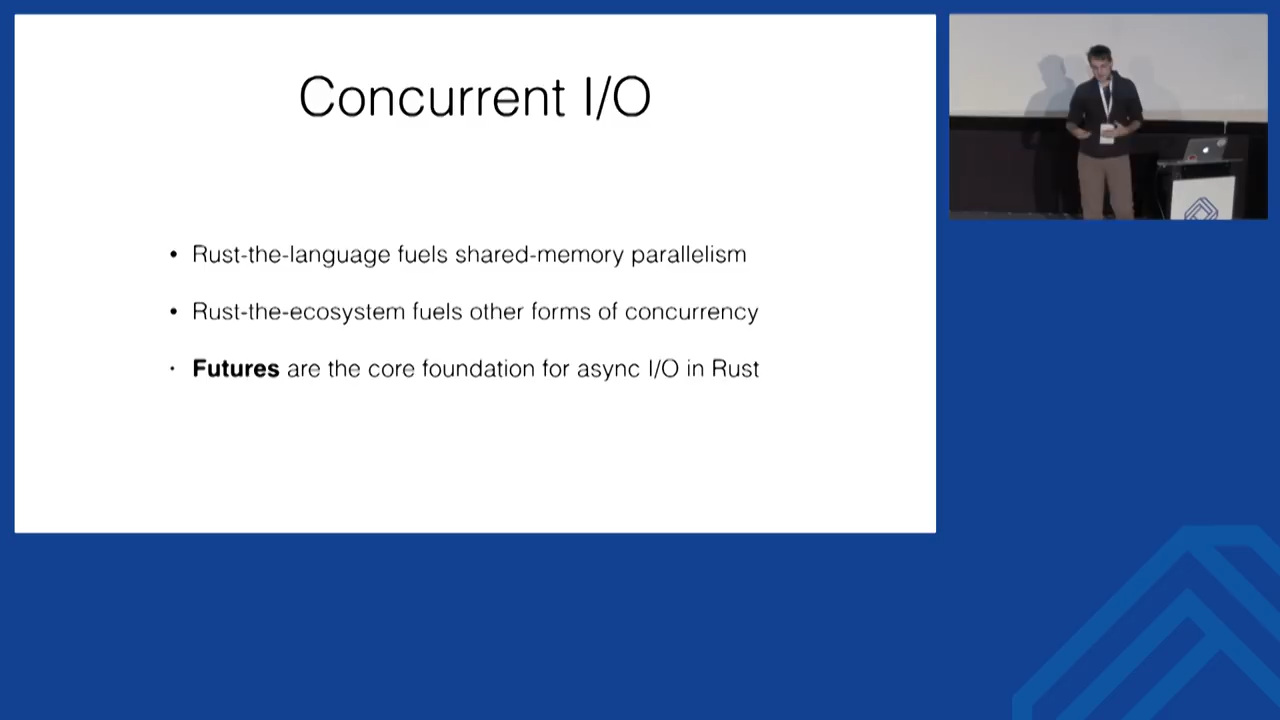 Concurrent I/O
• Rust-the-language fuels shared-memory parallelism
• Rust-the-ecosystem fuels other forms of concurrency
• Futures are the core foundation for async I/O in Rust